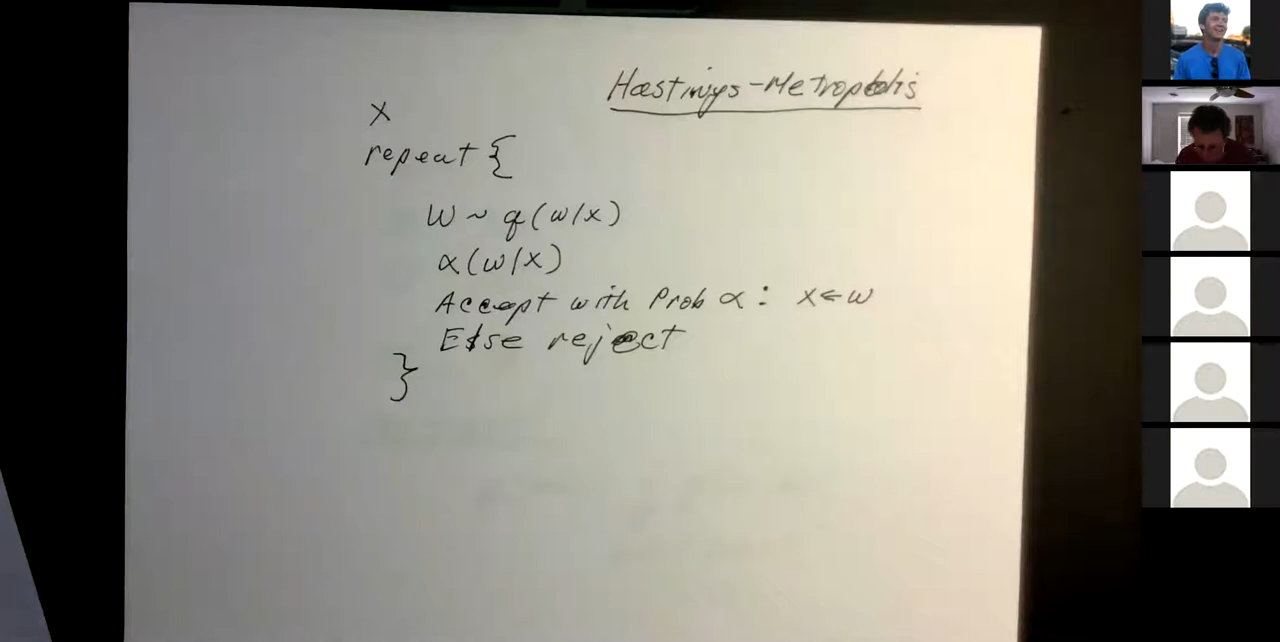 Hastings-Metropolis
x
repeat {
w ~ q(w/x)
α(w/x)
Accept with Prob α: x ← w
Else reject
}